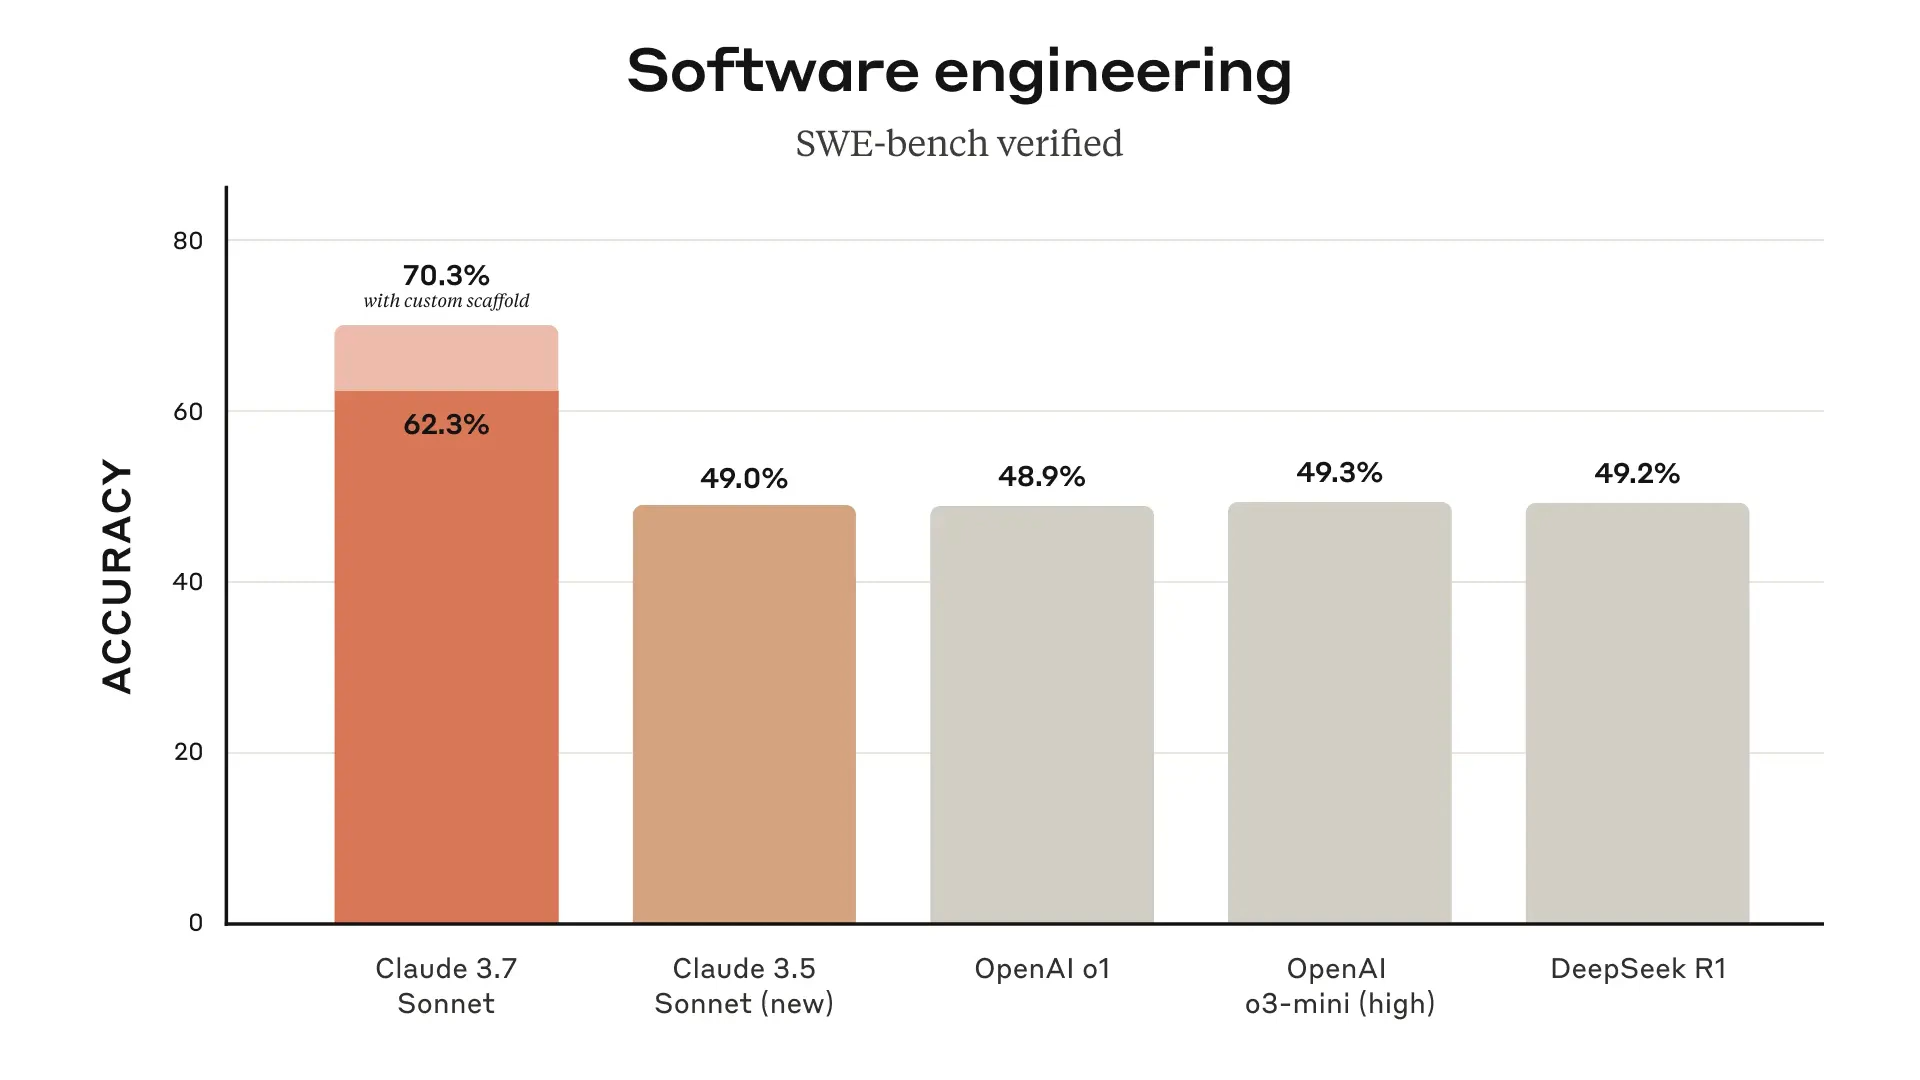 Software engineering
SWE-bench verified
ACCURACY
80
60
40
20
0
70.3%
with custom scaffold
62.3%
49.0%
48.9%
49.3%
49.2%
Claude 3.7
Sonnet
Claude 3.5
Sonnet (new)
OpenAI o1
OpenAI
o3-mini (high)
DeepSeek R1